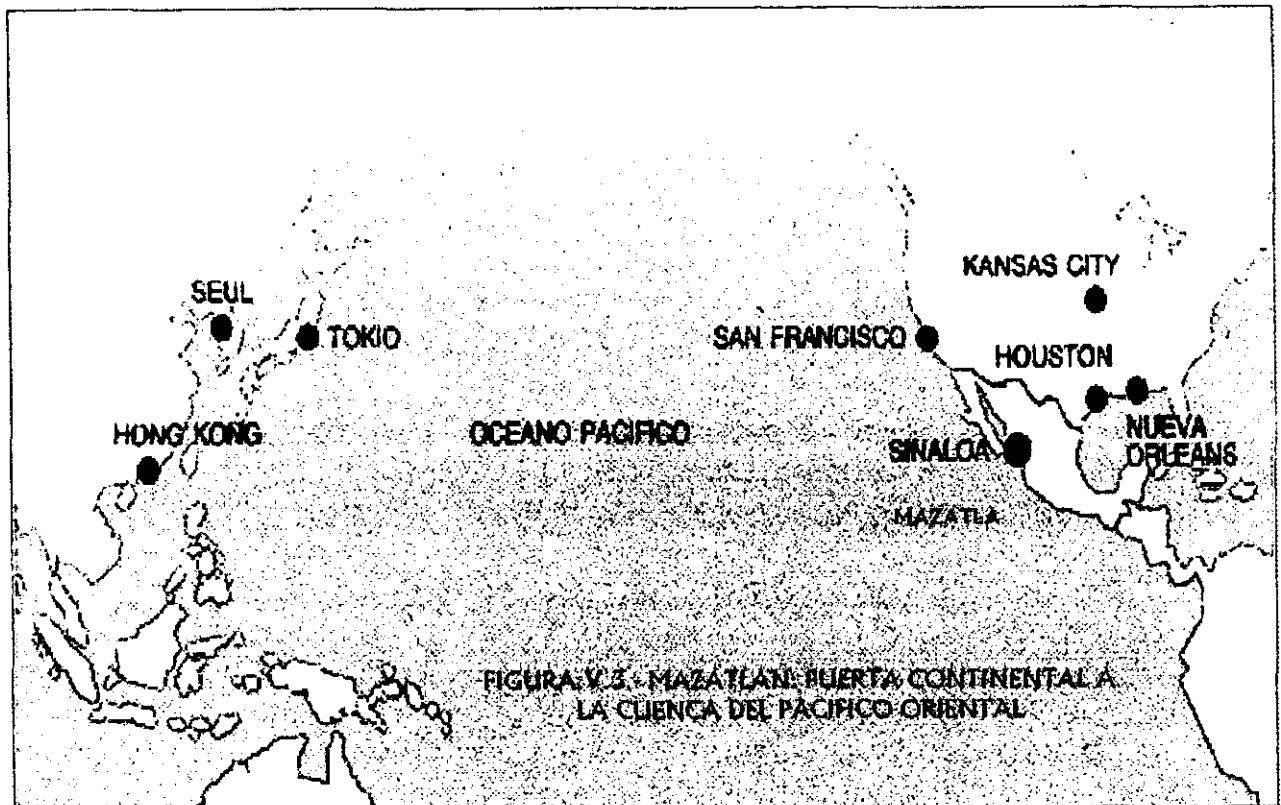 KANSAS CITY
SEUL
TOKIO
SAN FRANCISCO
HOUSTON
HONG KONG
OCEANO PACIFICO
SINALOA
NUEVA
ORLEANS
MAZATLA
FIGURA V.3.- MAZATLAN: PUERTA CONTINENTAL A
LA CUENCA DEL PACIFICO ORIENTAL